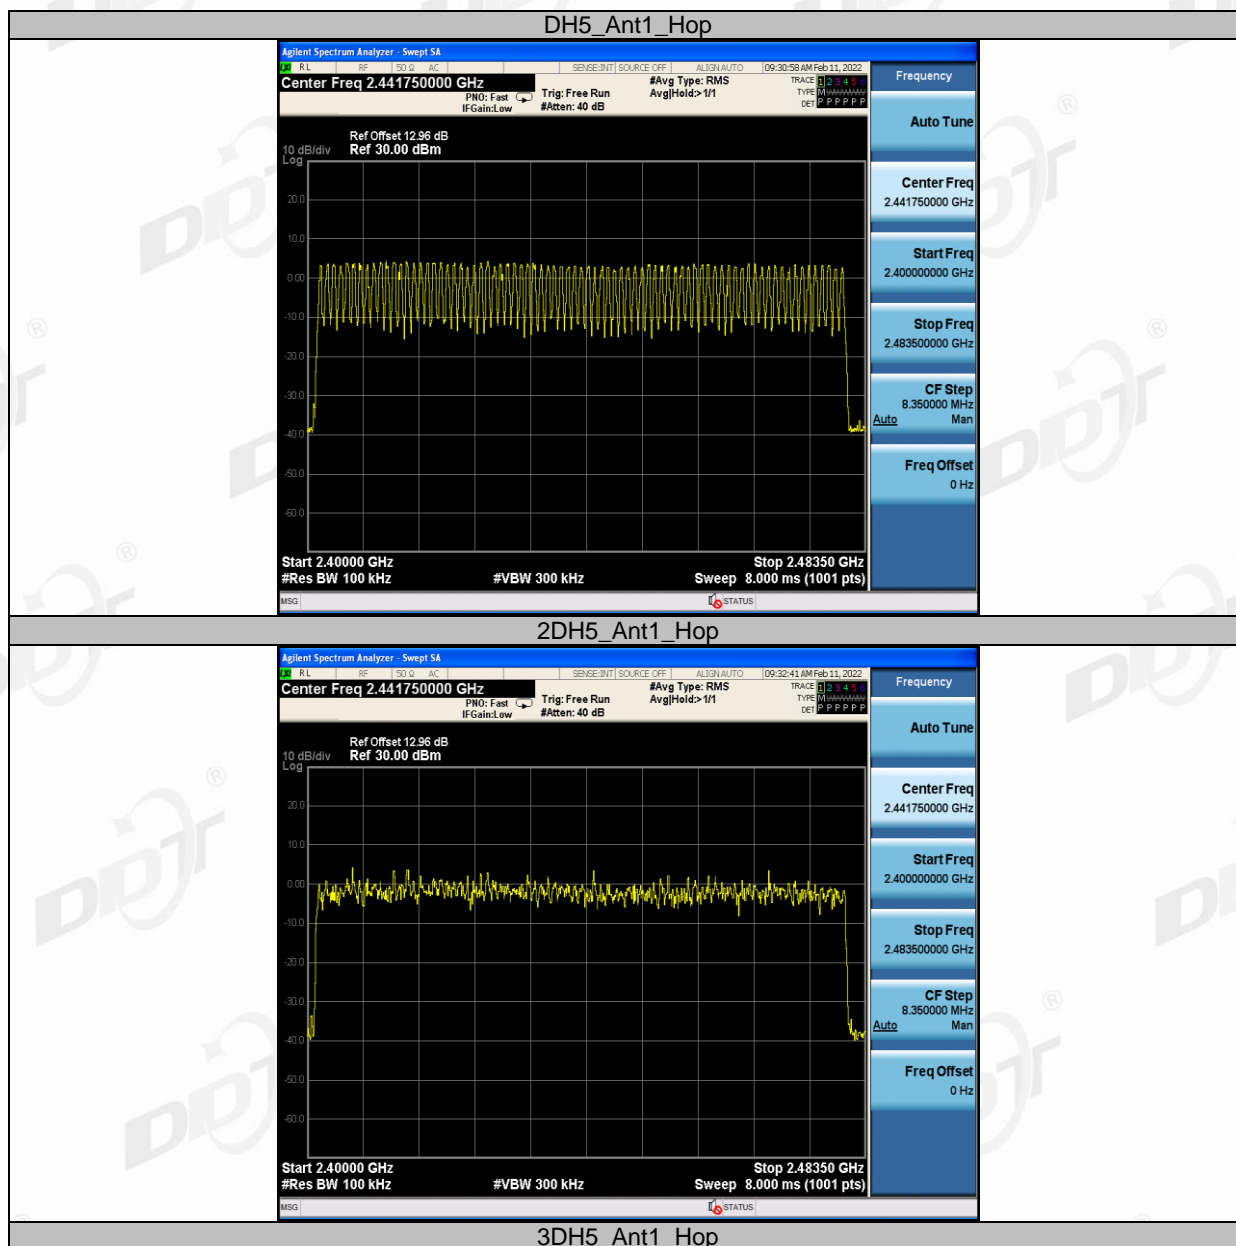 DH5_Ant1_Hop
Agilent Spectrum Analyzer - Swept SA
RL RF 50 Ω AC SENSE:INT SOURCE OFF ALIGN AUTO 09:30:58 AM Feb 11, 2022
Center Freq 2.441750000 GHz
#Avg Type: RMS
TRACE 1 2 3 4 5 6
PNO: Fast
Trig: Free Run
Avg|Hold:>1/1
TYPE M
IFGain:Low
#Atten: 40 dB
DET P P P P P P
Ref Offset 12.96 dB
10 dB/div Ref 30.00 dBm
Log
20.0
10.0
0.00
-10.0
-20.0
-30.0
-40.0
-50.0
-60.0
Start 2.40000 GHz Stop 2.48350 GHz
#Res BW 100 kHz #VBW 300 kHz Sweep 8.000 ms (1001 pts)
MSG STATUS
Frequency
Auto Tune
Center Freq
2.441750000 GHz
Start Freq
2.400000000 GHz
Stop Freq
2.483500000 GHz
CF Step
8.350000 MHz
Auto Man
Freq Offset
0 Hz
2DH5_Ant1_Hop
Agilent Spectrum Analyzer - Swept SA
RL RF 50 Ω AC SENSE:INT SOURCE OFF ALIGN AUTO 09:32:41 AM Feb 11, 2022
Center Freq 2.441750000 GHz
#Avg Type: RMS
TRACE 1 2 3 4 5 6
PNO: Fast
Trig: Free Run
Avg|Hold:>1/1
TYPE M
IFGain:Low
#Atten: 40 dB
DET P P P P P P
Ref Offset 12.96 dB
10 dB/div Ref 30.00 dBm
Log
20.0
10.0
0.00
-10.0
-20.0
-30.0
-40.0
-50.0
-60.0
Start 2.40000 GHz Stop 2.48350 GHz
#Res BW 100 kHz #VBW 300 kHz Sweep 8.000 ms (1001 pts)
MSG STATUS
Frequency
Auto Tune
Center Freq
2.441750000 GHz
Start Freq
2.400000000 GHz
Stop Freq
2.483500000 GHz
CF Step
8.350000 MHz
Auto Man
Freq Offset
0 Hz
3DH5_Ant1_Hop